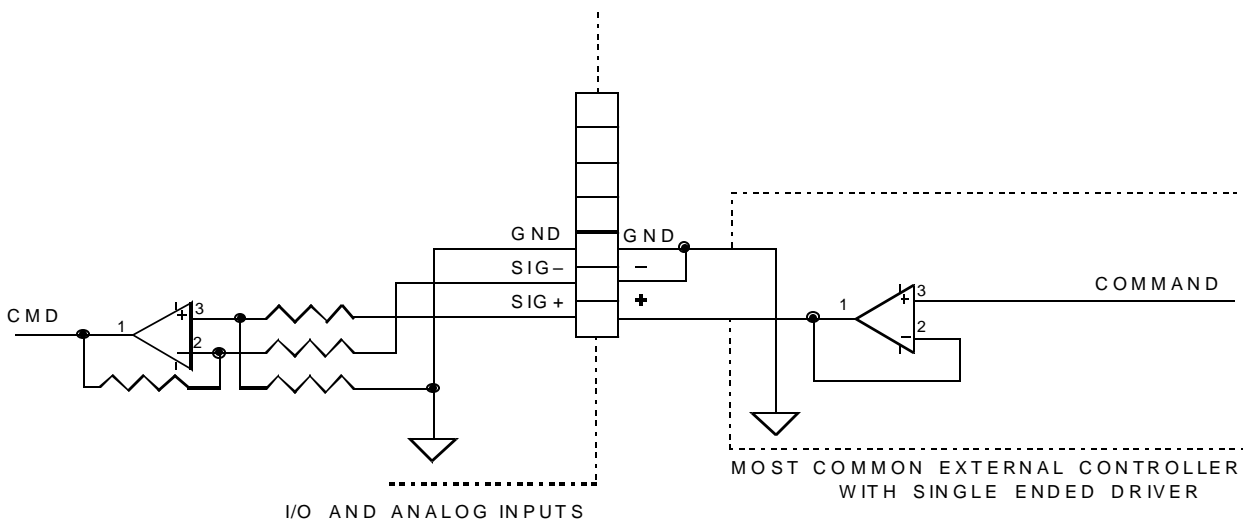 GND
GND
SIG–
–
SIG+
+
COMMAND
CMD
1
3
+
2
–
1
3
+
2
–
I/O AND ANALOG INPUTS
MOST COMMON EXTERNAL CONTROLLER
WITH SINGLE ENDED DRIVER